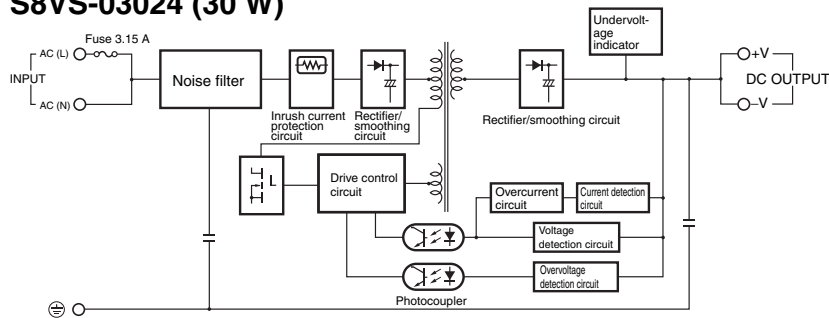 S8VS-03024 (30 W)
Undervolt-
age
indicator
Fuse 3.15 A
AC (L)
INPUT
AC (N)
Noise filter
Inrush current
protection
circuit
Rectifier/
smoothing
circuit
Rectifier/smoothing circuit
+V
DC OUTPUT
−V
Drive control
circuit
Overcurrent
circuit
Current detection
circuit
Voltage
detection circuit
Overvoltage
detection circuit
Photocoupler